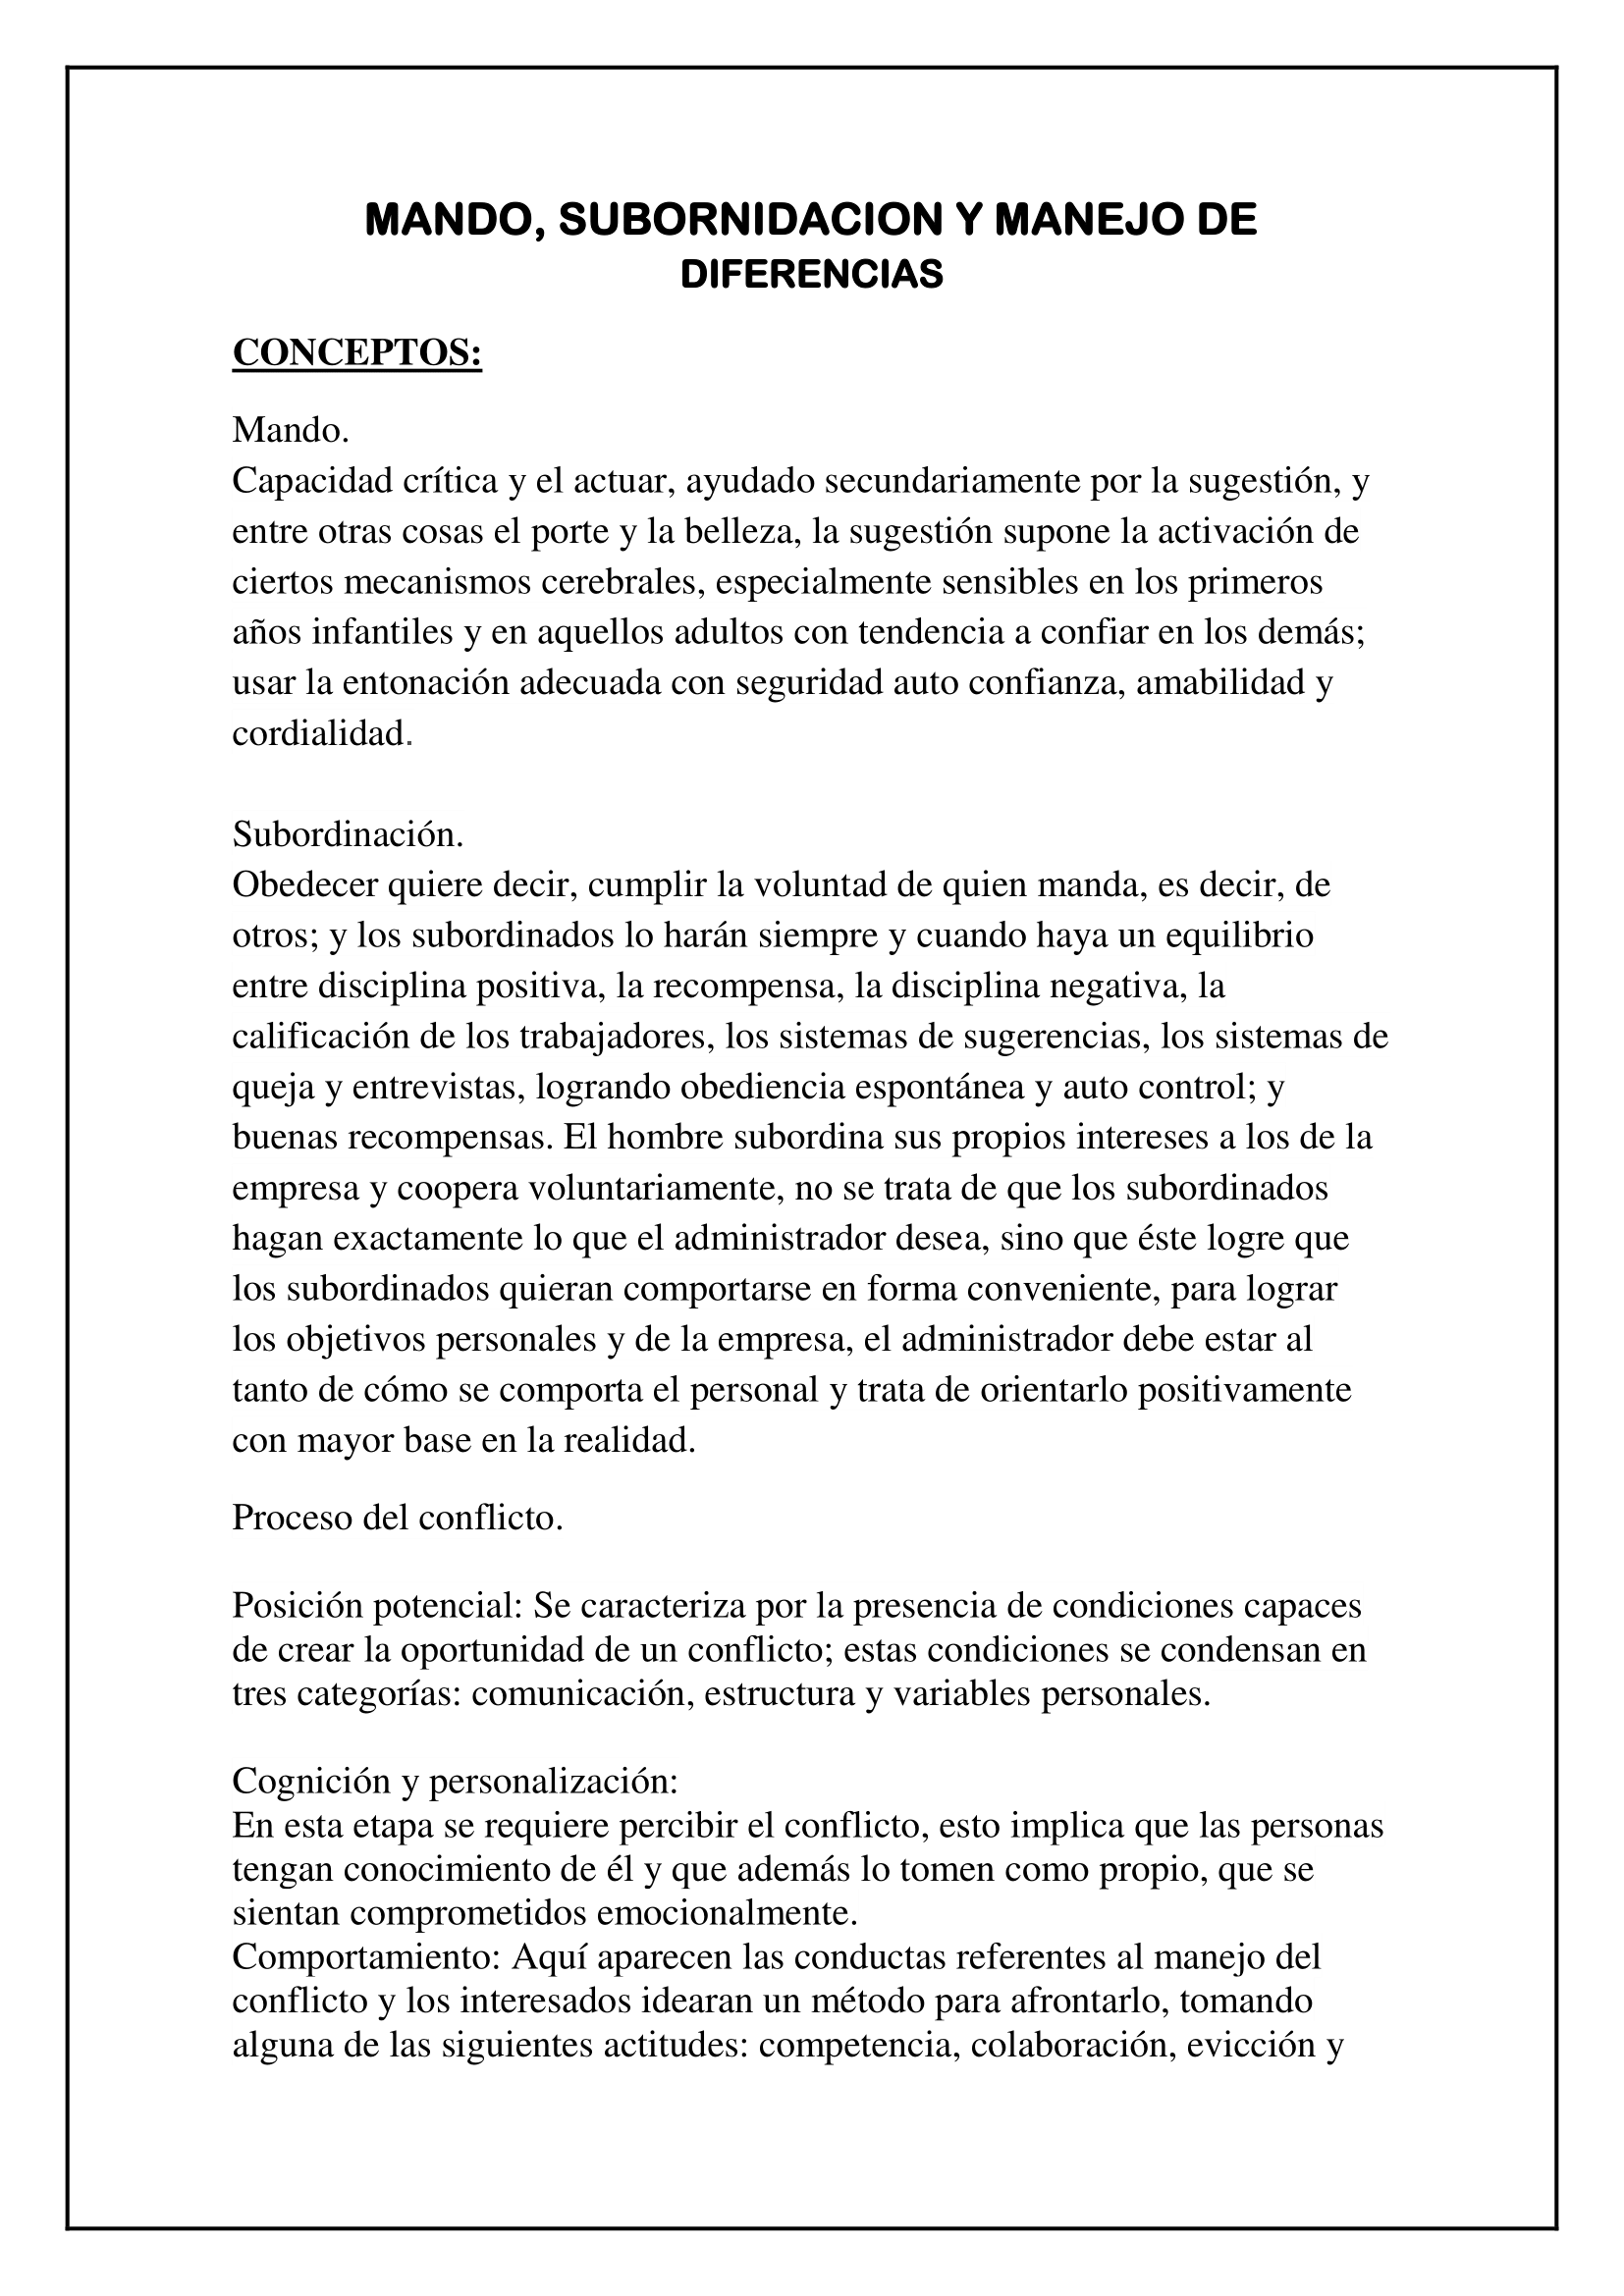 MANDO, SUBORNIDACION Y MANEJO DE
DIFERENCIAS
CONCEPTOS:
Mando.
Capacidad crítica y el actuar, ayudado secundariamente por la sugestión, y
entre otras cosas el porte y la belleza, la sugestión supone la activación de
ciertos mecanismos cerebrales, especialmente sensibles en los primeros
años infantiles y en aquellos adultos con tendencia a confiar en los demás;
usar la entonación adecuada con seguridad auto confianza, amabilidad y
cordialidad.
Subordinación.
Obedecer quiere decir, cumplir la voluntad de quien manda, es decir, de
otros; y los subordinados lo harán siempre y cuando haya un equilibrio
entre disciplina positiva, la recompensa, la disciplina negativa, la
calificación de los trabajadores, los sistemas de sugerencias, los sistemas de
queja y entrevistas, logrando obediencia espontánea y auto control; y
buenas recompensas. El hombre subordina sus propios intereses a los de la
empresa y coopera voluntariamente, no se trata de que los subordinados
hagan exactamente lo que el administrador desea, sino que éste logre que
los subordinados quieran comportarse en forma conveniente, para lograr
los objetivos personales y de la empresa, el administrador debe estar al
tanto de cómo se comporta el personal y trata de orientarlo positivamente
con mayor base en la realidad.
Proceso del conflicto.
Posición potencial: Se caracteriza por la presencia de condiciones capaces
de crear la oportunidad de un conflicto; estas condiciones se condensan en
tres categorías: comunicación, estructura y variables personales.
Cognición y personalización:
En esta etapa se requiere percibir el conflicto, esto implica que las personas
tengan conocimiento de él y que además lo tomen como propio, que se
sientan comprometidos emocionalmente.
Comportamiento: Aquí aparecen las conductas referentes al manejo del
conflicto y los interesados idearan un método para afrontarlo, tomando
alguna de las siguientes actitudes: competencia, colaboración, evicción y